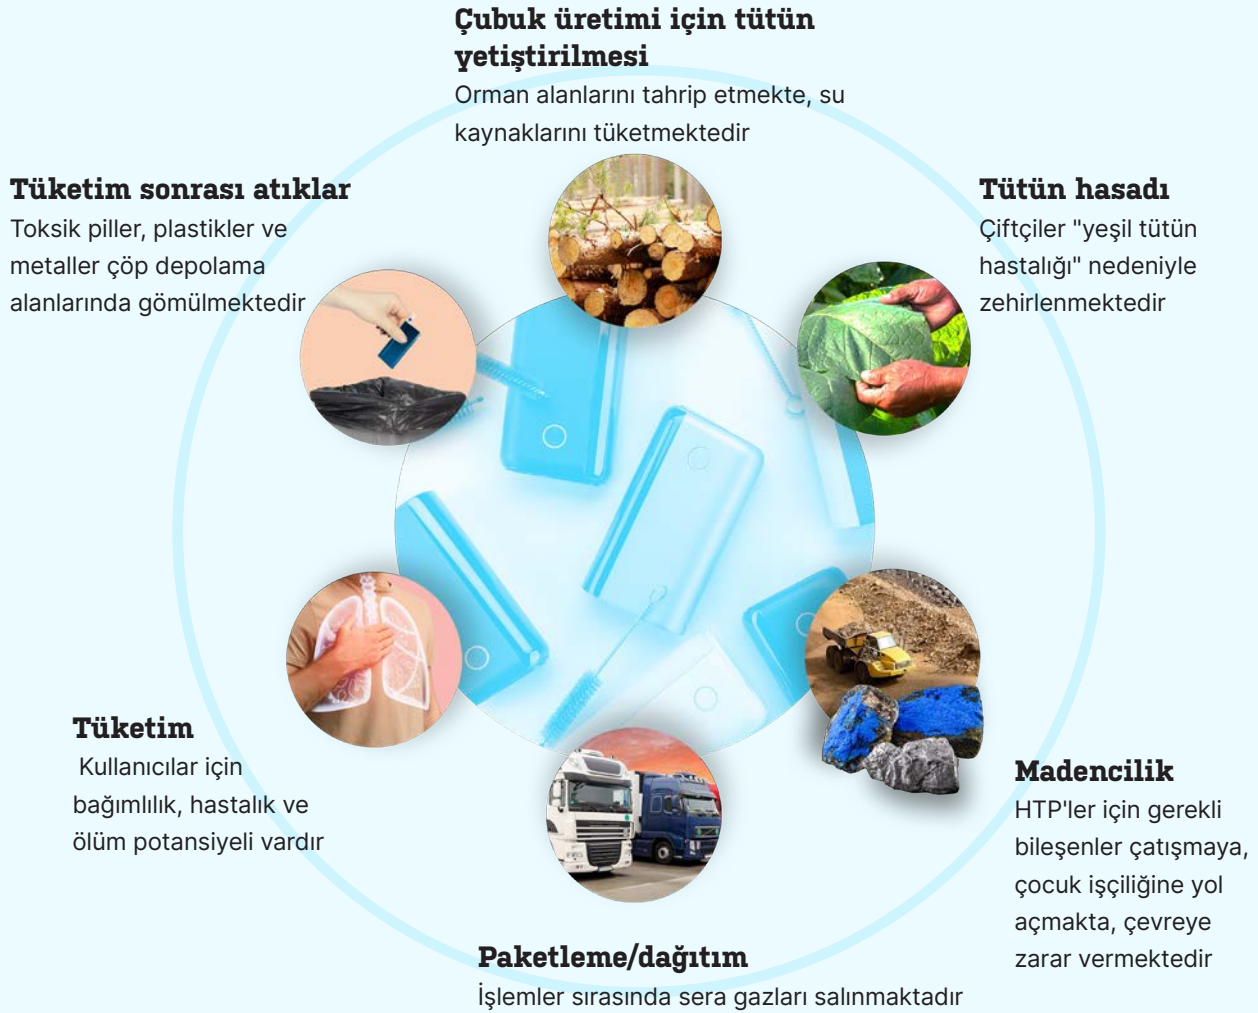 Çubuk üretimi için tütün
yetiştirilmesi
Orman alanlarını tahrip etmekte, su
kaynaklarını tüketmektedir
Tütün hasadı
Çiftçiler "yeşil tütün
hastalığı" nedeniyle
zehirlenmektedir
Madencilik
HTP'ler için gerekli
bileşenler çatışmaya,
çocuk işçiliğine yol
açmakta, çevreye
zarar vermektedir
Paketleme/dağıtım
İşlemler sırasında sera gazları salınmaktadır
Tüketim
Kullanıcılar için
bağımlılık, hastalık ve
ölüm potansiyeli vardır
Tüketim sonrası atıklar
Toksik piller, plastikler ve
metaller çöp depolama
alanlarında gömülmektedir